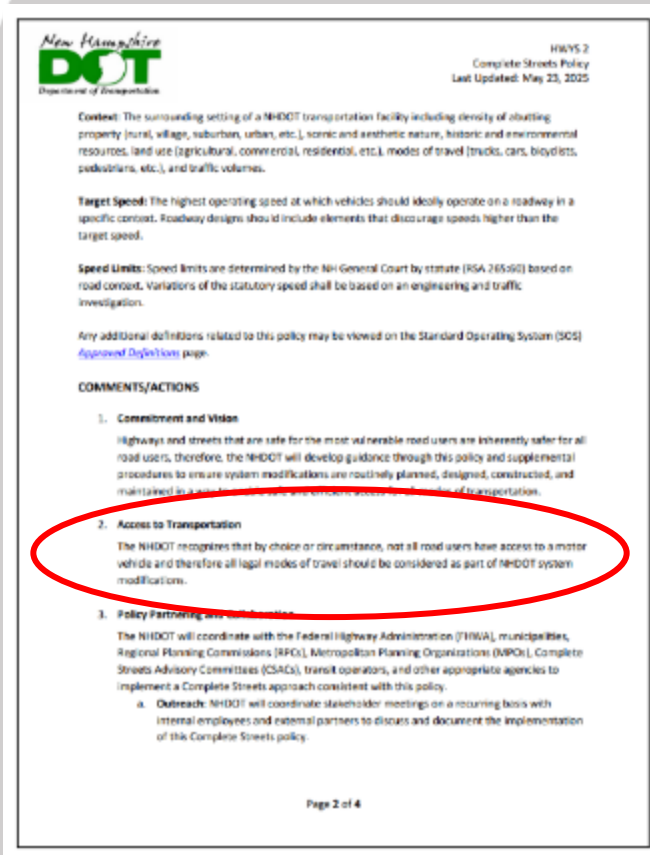 New Hampshire
DOT
Department of Transportation
HWYS 2
Complete Streets Policy
Last Updated: May 23, 2025
Context: The surrounding setting of a NHDOT transportation facility including density of abutting
property (rural, village, suburban, urban, etc.), scenic and aesthetic nature, historic and environmental
resources, land use (agricultural, commercial, residential, etc.), modes of travel (trucks, cars, bicyclists,
pedestrians, etc.), and traffic volumes.
Target Speed: The highest operating speed at which vehicles should ideally operate on a roadway in a
specific context. Roadway designs should include elements that discourage speeds higher than the
target speed.
Speed Limits: Speed limits are determined by the NH General Court by statute (RSA 265:60) based on
road context. Variations of the statutory speed shall be based on an engineering and traffic
investigation.
Any additional definitions related to this policy may be viewed on the Standard Operating System (SOS)
Approved Definitions page.
COMMENTS/ACTIONS
1. Commitment and Vision
Highways and streets that are safe for the most vulnerable road users are inherently safer for all
road users, therefore, the NHDOT will develop guidance through this policy and supplemental
procedures to ensure system modifications are routinely planned, designed, constructed, and
maintained in a way to safe and efficient access modes of transportation.
2. Access to Transportation
The NHDOT recognizes that by choice or circumstance, not all road users have access to a motor
vehicle and therefore all legal modes of travel should be considered as part of NHDOT system
modifications.
3. Policy Partnering and Collaboration
The NHDOT will coordinate with the Federal Highway Administration (FHWA), municipalities,
Regional Planning Commissions (RPCs), Metropolitan Planning Organizations (MPOs), Complete
Streets Advisory Committees (CSACs), transit operators, and other appropriate agencies to
implement a Complete Streets approach consistent with this policy.
a. Outreach: NHDOT will coordinate stakeholder meetings on a recurring basis with
internal employees and external partners to discuss and document the implementation
of this Complete Streets policy.
Page 2 of 4